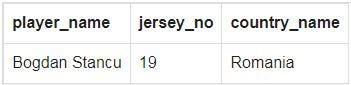 player_name jersey_no country_name
Bogdan Stancu 19 Romania